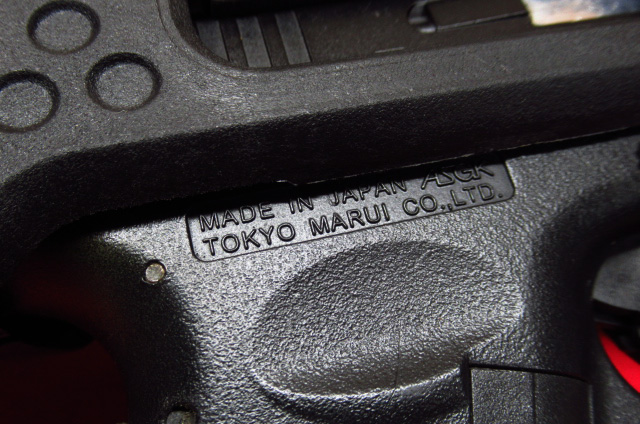 MADE IN JAPAN ASGK
TOKYO MARUI CO.,LTD.